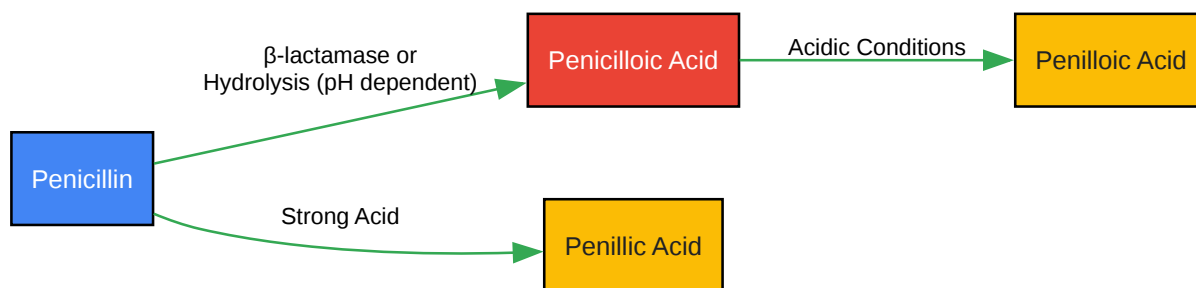 β-lactamase or
Hydrolysis (pH dependent)
Penicilloic Acid
Acidic Conditions
Penilloic Acid
Penicillin
Strong Acid
Penillic Acid